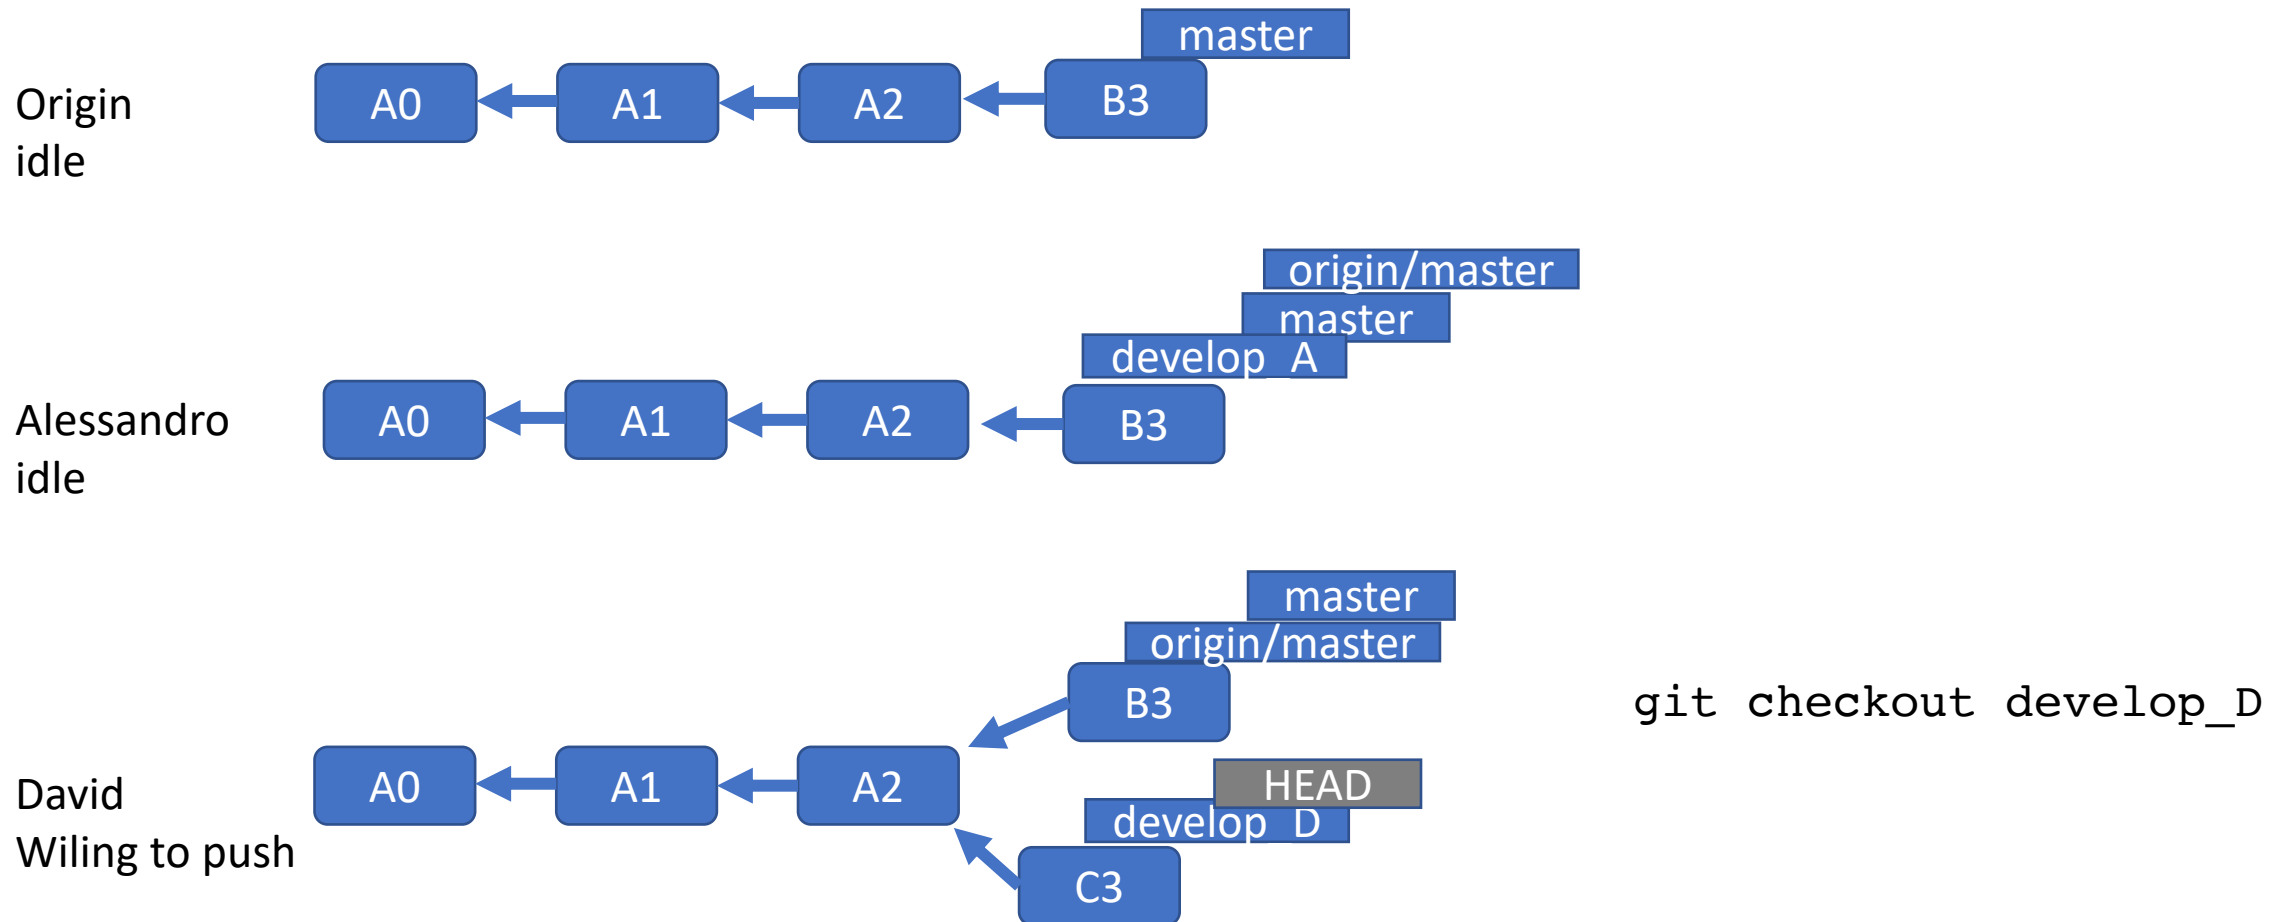 master
Origin
idle
A0
A1
A2
B3
origin/master
master
develop_A
Alessandro
idle
A0
A1
A2
B3
master
origin/master
B3
git checkout develop_D
David
Wiling to push
A0
A1
A2
HEAD
develop_D
C3